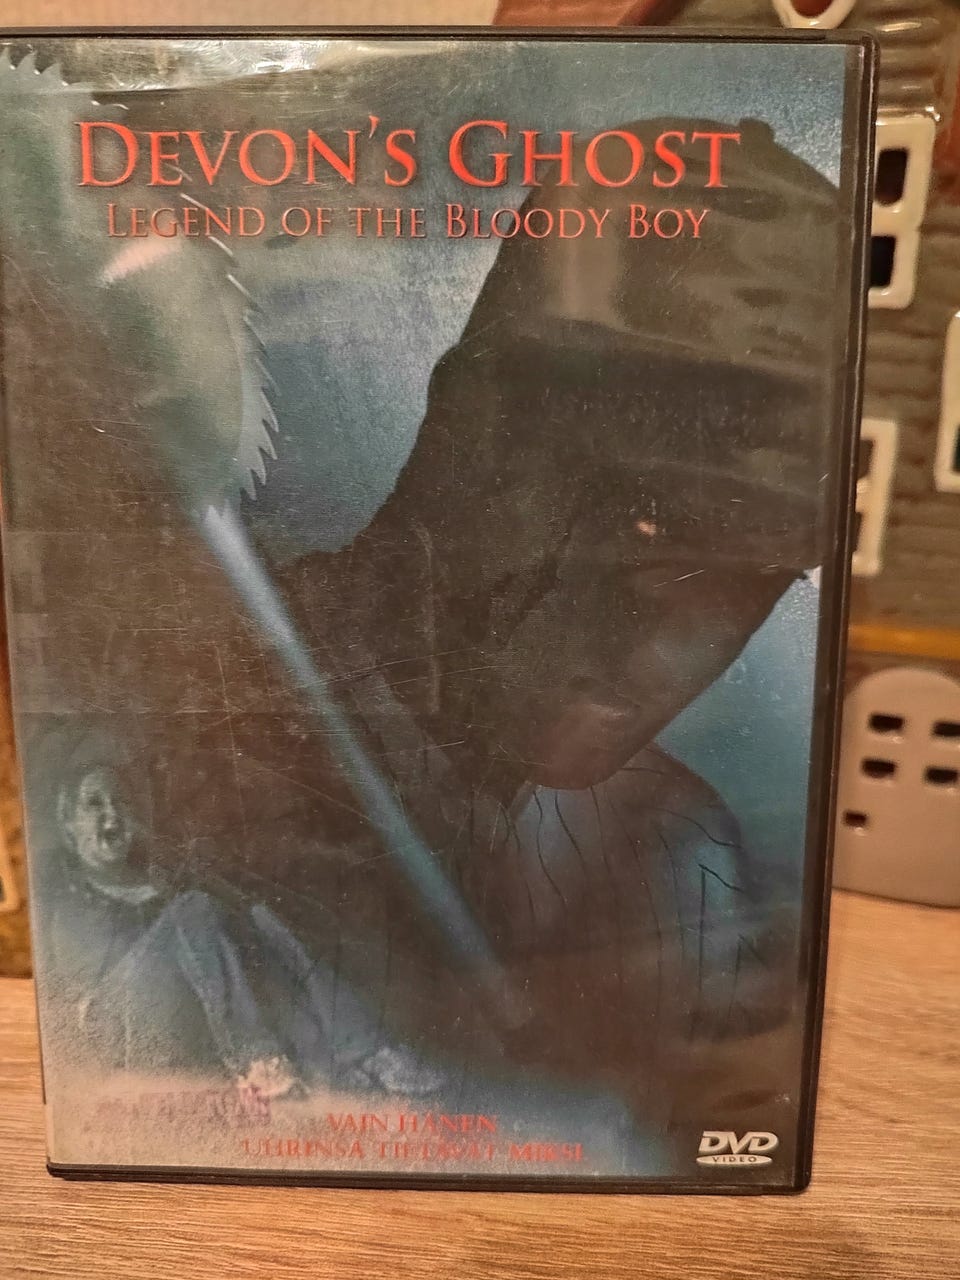 DEVON'S GHOST
LEGEND OF THE BLOODY BOY
VAIN HÄNEN
UHRINSA TIETÄVÄT MIKSI.
DVD
VIDEO